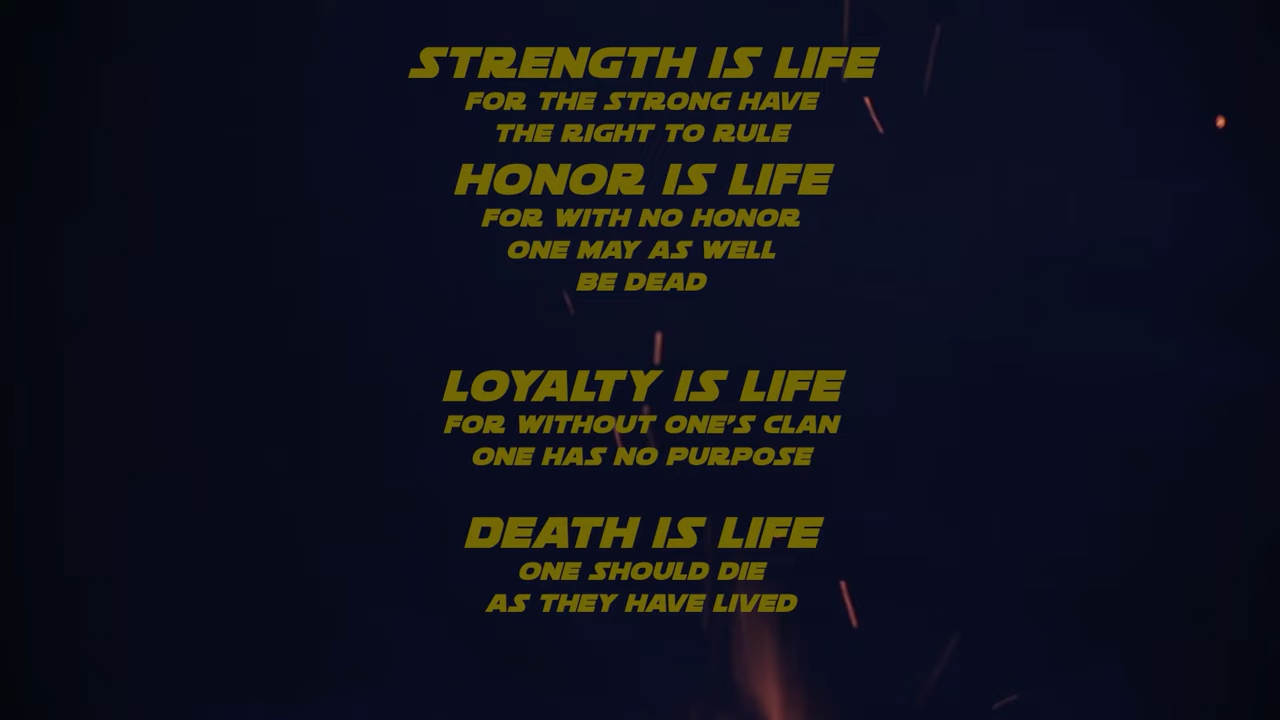 STRENGTH IS LIFE
FOR THE STRONG HAVE
THE RIGHT TO RULE
HONOR IS LIFE
FOR WITH NO HONOR
ONE MAY AS WELL
BE DEAD
LOYALTY IS LIFE
FOR WITHOUT ONE'S CLAN
ONE HAS NO PURPOSE
DEATH IS LIFE
ONE SHOULD DIE
AS THEY HAVE LIVED